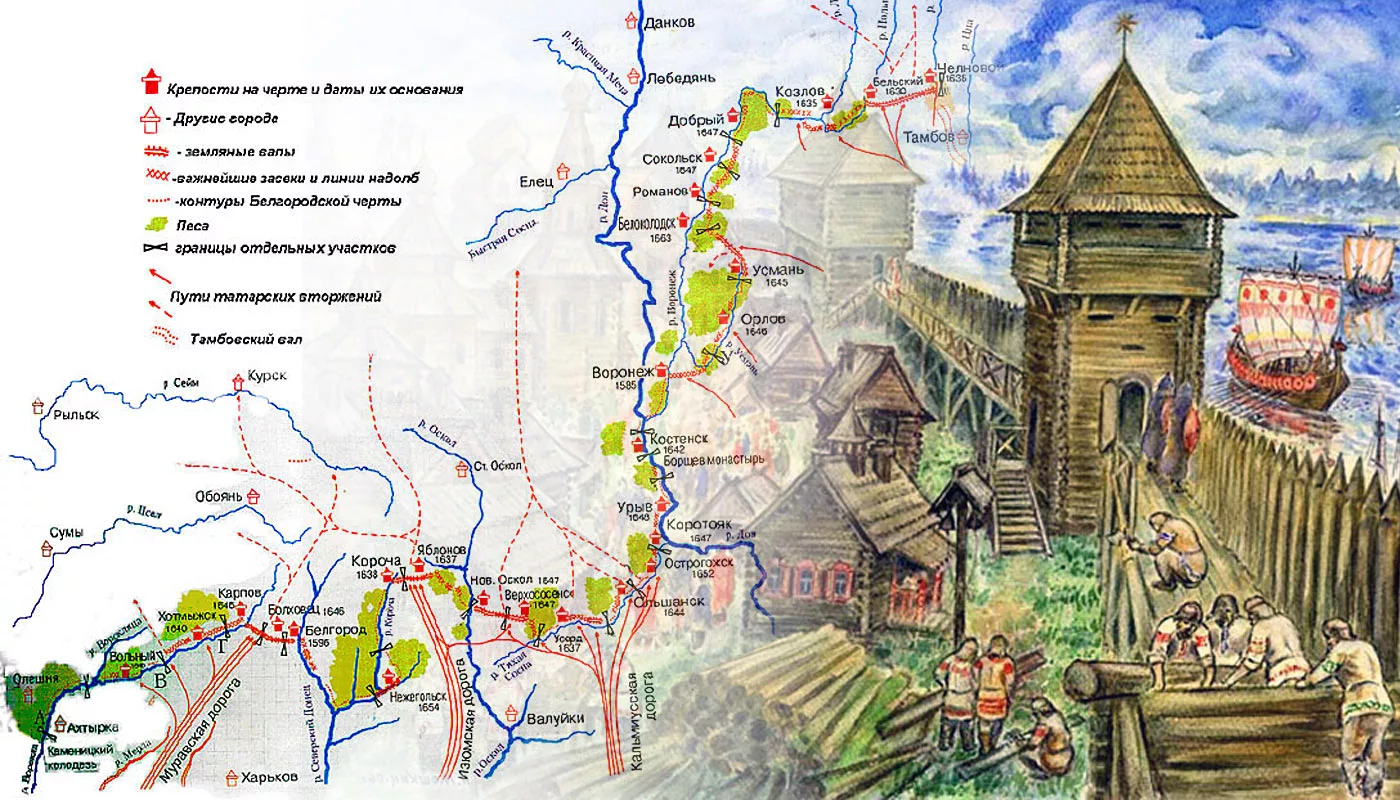 Крепости на черте и даты их основания
- Другие города
- земляные валы
-важнейшие засеки и линии надолб
-контуры Белгородской черты
Леса
границы отдельных участков
Пути татарских вторжений
Тамбовский вал
Данков
р. Красивая Меча
Лебедянь
Челновой
1636
Бельский
1630
Козлов
1635
Добрый
1647
Тамбов
р. Цна
Сокольск
1647
Елец
Романов
р. Дон
Белоколодск
1663
Быстрая Сосна
Усмань
1645
р. Воронеж
Орлов
1646
р. Усмань
Воронеж
1585
р. Сейм
Курск
Рыльск
р. Оскол
Костенск
1642
Борщев монастырь
Ст. Оскол
Обоянь
р. Псел
Урыв
1648
Сумы
Коротояк
1647
р. Дон
Яблонов
1637
Короча
1638
Острогожск
1652
Нов. Оскол 1647
Верхососенск
1647
Карпов
1646
Болховец 1646
Ольшанск
1644
Хотмыжск
1640
Белгород
1596
р. Короч
Усерд
1637
Г
р. Ворсклица
Вольный
В
р. Тихая
Сосна
Олешня
Нежегольск
1654
А
Ахтырка
Каменицкий
колодезь
р. Мерла
Муравская дорога
р. Северский Донец
Изюмская дорога
Валуйки
Кальмиусская
дорога
р. Оскол
Харьков